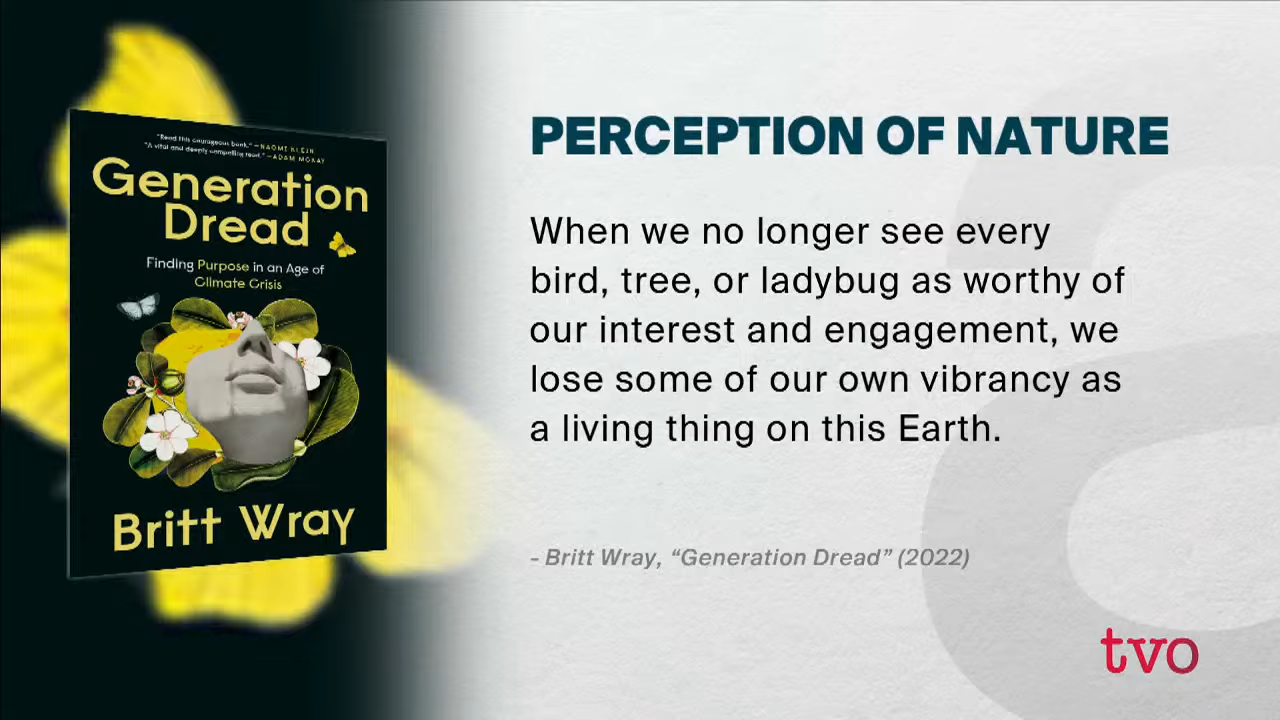 "Read this courageous book." —NAOMI KLEIN
"A vital and deeply compelling read." —ADAM MCKAY
Generation
Dread
Finding Purpose in an Age of
Climate Crisis
Britt Wray
PERCEPTION OF NATURE
When we no longer see every
bird, tree, or ladybug as worthy of
our interest and engagement, we
lose some of our own vibrancy as
a living thing on this Earth.
- Britt Wray, “Generation Dread” (2022)
tvo